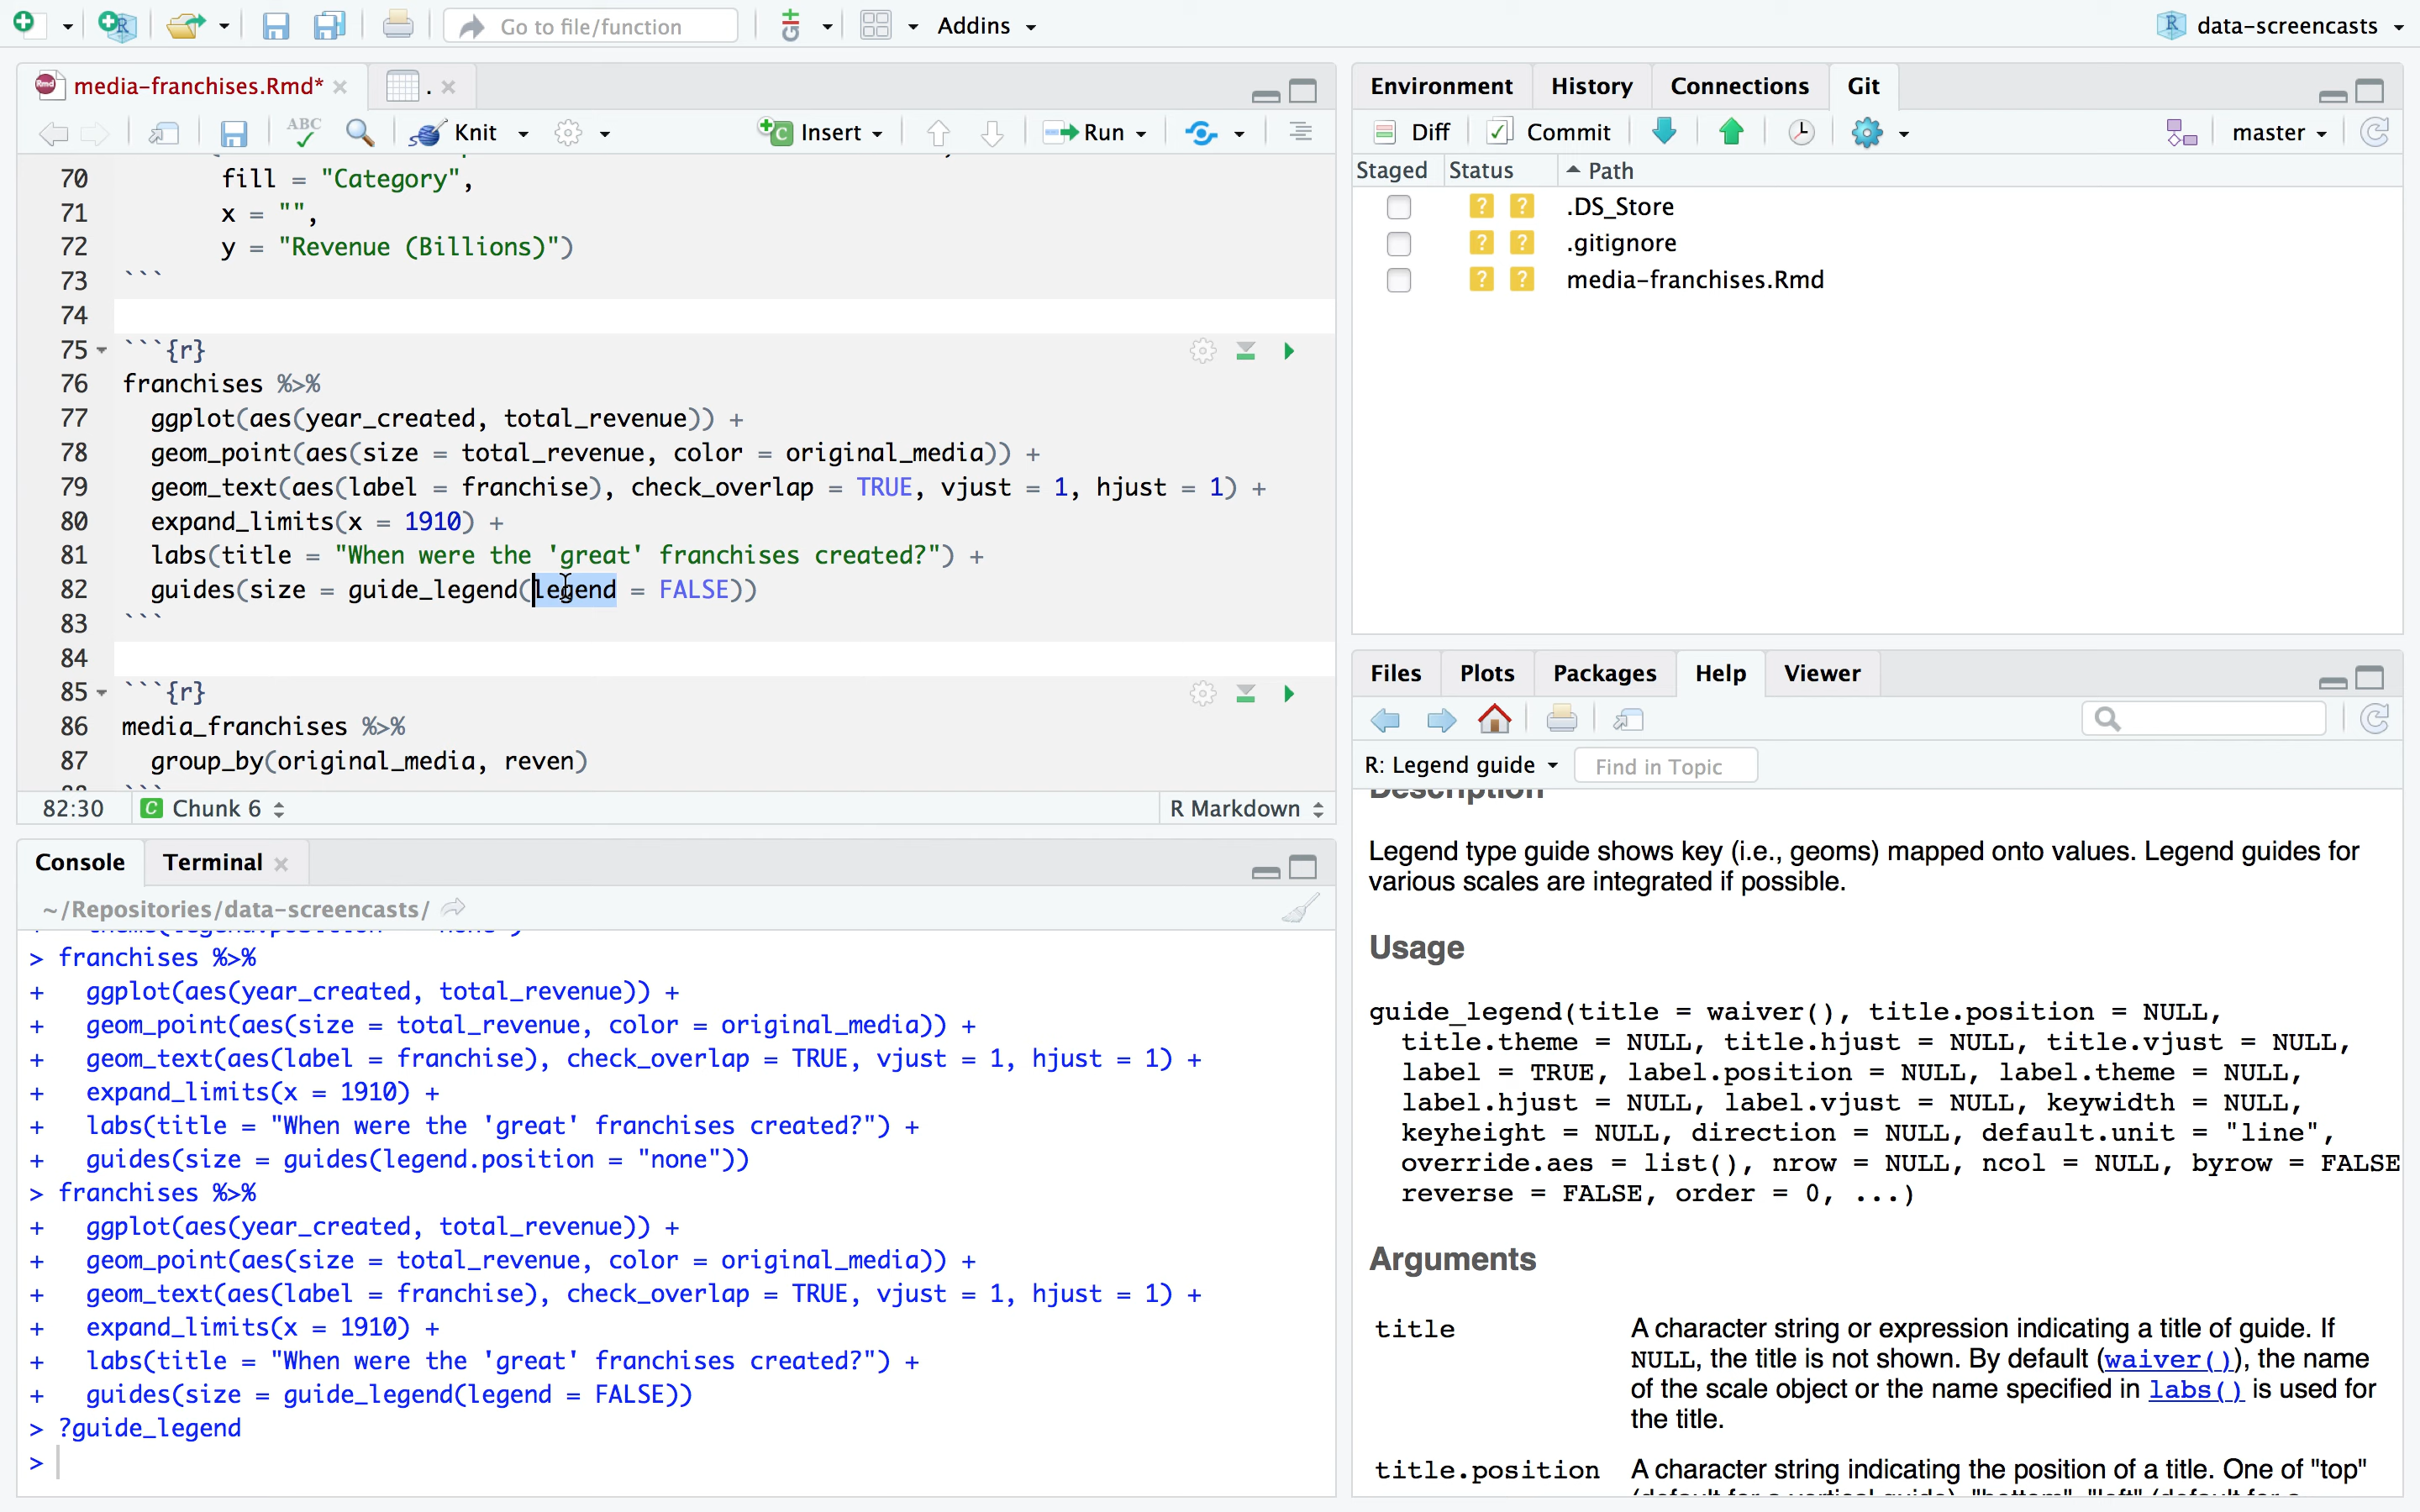 Go to file/function
Addins
data-screencasts
media-franchises.Rmd*
.
ABC
Knit
Insert
Run
70 fill = "Category",
71 x = "",
72 y = "Revenue (Billions)")
73 ```
74
75 ```{r}
76 franchises %>%
77 ggplot(aes(year_created, total_revenue)) +
78 geom_point(aes(size = total_revenue, color = original_media)) +
79 geom_text(aes(label = franchise), check_overlap = TRUE, vjust = 1, hjust = 1) +
80 expand_limits(x = 1910) +
81 labs(title = "When were the 'great' franchises created?") +
82 guides(size = guide_legend(legend = FALSE))
83 ```
84
85 ```{r}
86 media_franchises %>%
87 group_by(original_media, reven)
82:30 Chunk 6 R Markdown
Console Terminal
~/Repositories/data-screencasts/
> franchises %>%
+ ggplot(aes(year_created, total_revenue)) +
+ geom_point(aes(size = total_revenue, color = original_media)) +
+ geom_text(aes(label = franchise), check_overlap = TRUE, vjust = 1, hjust = 1) +
+ expand_limits(x = 1910) +
+ labs(title = "When were the 'great' franchises created?") +
+ guides(size = guides(legend.position = "none"))
> franchises %>%
+ ggplot(aes(year_created, total_revenue)) +
+ geom_point(aes(size = total_revenue, color = original_media)) +
+ geom_text(aes(label = franchise), check_overlap = TRUE, vjust = 1, hjust = 1) +
+ expand_limits(x = 1910) +
+ labs(title = "When were the 'great' franchises created?") +
+ guides(size = guide_legend(legend = FALSE))
> ?guide_legend
>
Environment History Connections Git
Diff Commit master
Staged Status Path
? ? .DS_Store
? ? .gitignore
? ? media-franchises.Rmd
Files Plots Packages Help Viewer
R: Legend guide Find in Topic
Description
Legend type guide shows key (i.e., geoms) mapped onto values. Legend guides for
various scales are integrated if possible.
Usage
guide_legend(title = waiver(), title.position = NULL,
title.theme = NULL, title.hjust = NULL, title.vjust = NULL,
label = TRUE, label.position = NULL, label.theme = NULL,
label.hjust = NULL, label.vjust = NULL, keywidth = NULL,
keyheight = NULL, direction = NULL, default.unit = "line",
override.aes = list(), nrow = NULL, ncol = NULL, byrow = FALSE
reverse = FALSE, order = 0, ...)
Arguments
title A character string or expression indicating a title of guide. If
NULL, the title is not shown. By default (waiver()), the name
of the scale object or the name specified in labs() is used for
the title.
title.position A character string indicating the position of a title. One of "top"